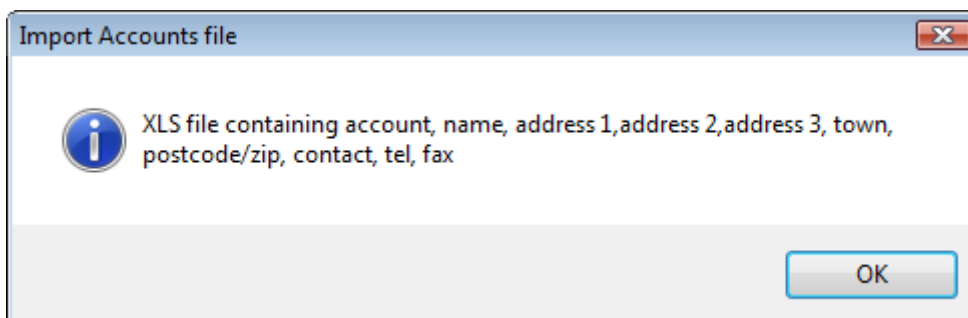 Import Accounts file
XLS file containing account, name, address 1,address 2,address 3, town,
postcode/zip, contact, tel, fax
OK